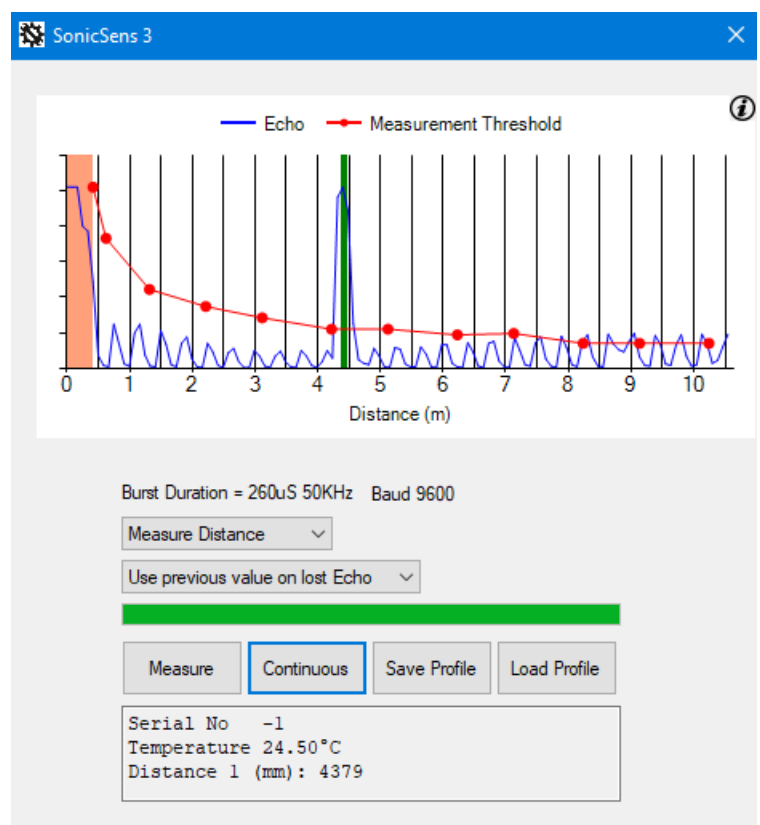 SonicSens 3
Echo Measurement Threshold
0 1 2 3 4 5 6 7 8 9 10
Distance (m)
Burst Duration = 260uS 50KHz Baud 9600
Measure Distance
Use previous value on lost Echo
Measure Continuous Save Profile Load Profile
Serial No -1
Temperature 24.50°C
Distance 1 (mm): 4379